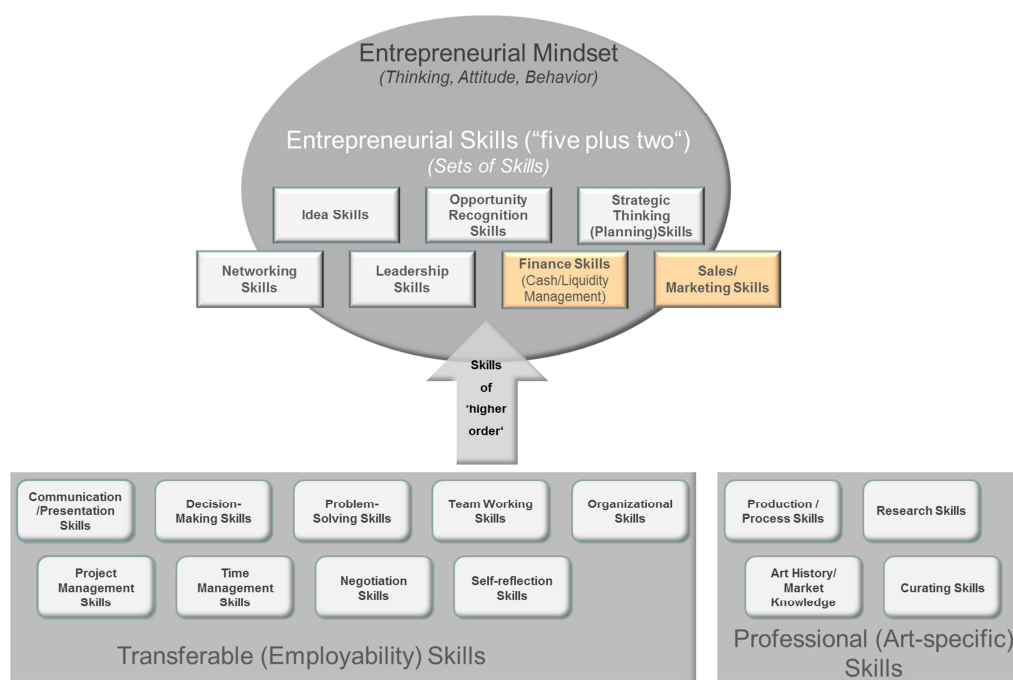 Entrepreneurial Mindset
(Thinking, Attitude, Behavior)
Entrepreneurial Skills (“five plus two“)
(Sets of Skills)
Idea Skills
Opportunity
Recognition
Skills
Strategic
Thinking
(Planning)Skills
Networking
Skills
Leadership
Skills
Finance Skills
(Cash/Liquidity
Management)
Sales/
Marketing Skills
Skills
of
‘higher
order‘
Communication
/Presentation
Skills
Decision-
Making Skills
Problem-
Solving Skills
Team Working
Skills
Organizational
Skills
Project
Management
Skills
Time
Management
Skills
Negotiation
Skills
Self-reflection
Skills
Transferable (Employability) Skills
Production /
Process Skills
Research Skills
Art History/
Market
Knowledge
Curating Skills
Professional (Art-specific)
Skills